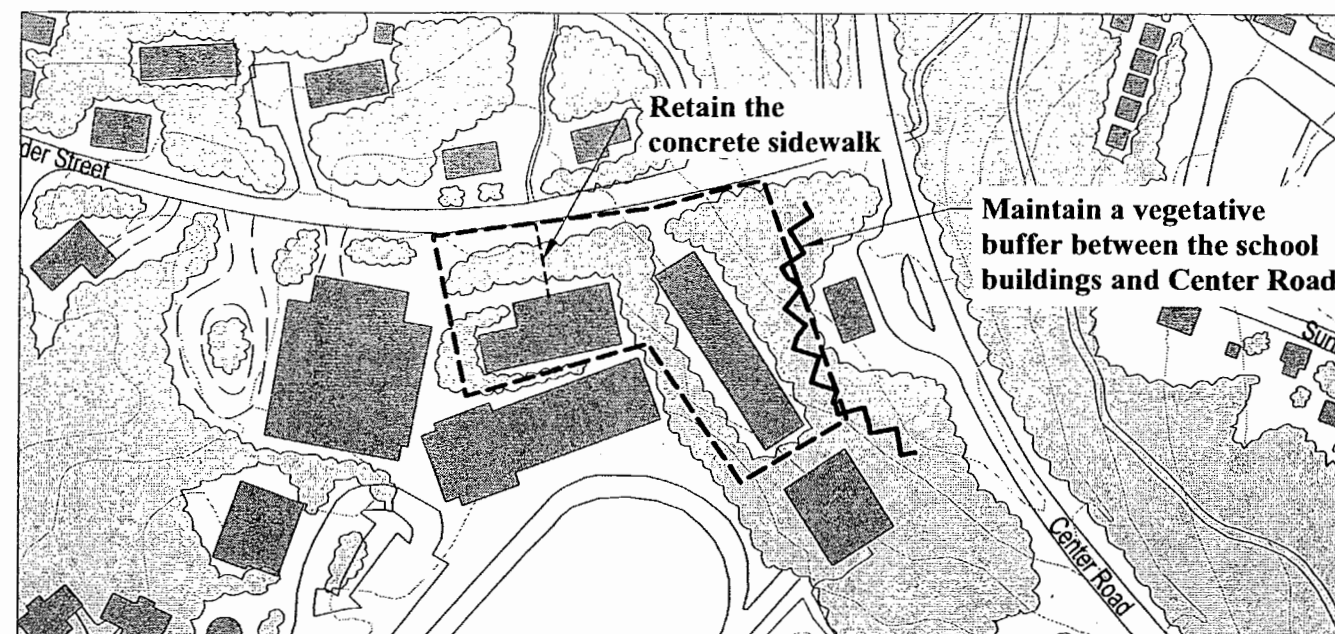 Retain the
concrete sidewalk
der Street
Maintain a vegetative
buffer between the school
buildings and Center Road
Sun
Center Road